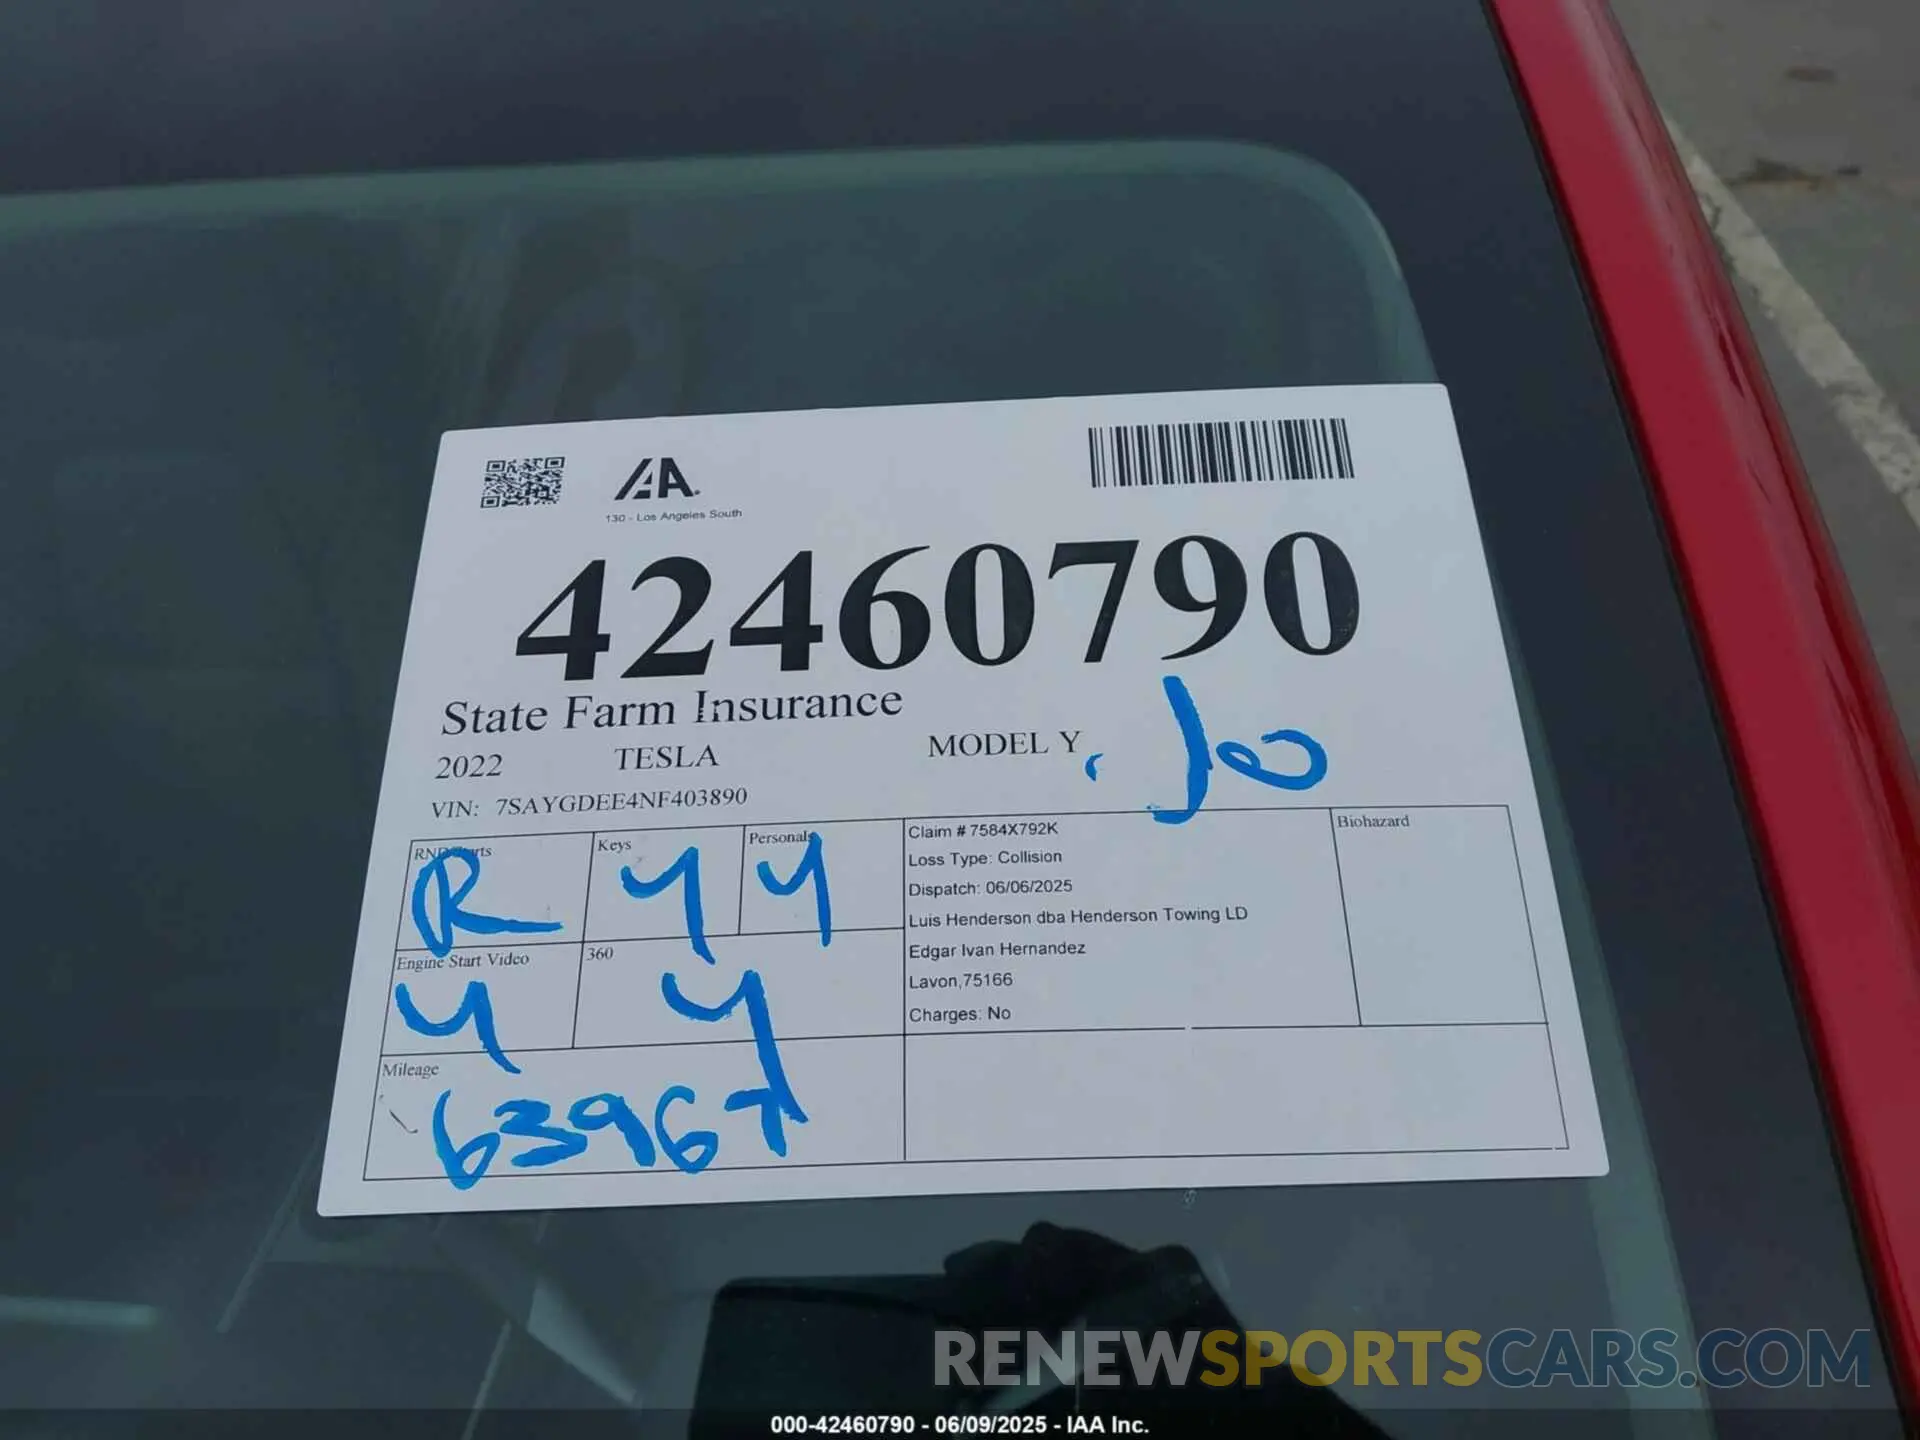 IAA
130 - Los Angeles South
42460790
State Farm Insurance
2022 TESLA MODEL Y
VIN: 7SAYGDEE4NF403890
Keys
Personals
R
Y
Y
Engine Start Video
360
Y
Y
Mileage
63967
Claim # 7584X792K
Loss Type: Collision
Dispatch: 06/06/2025
Luis Henderson dba Henderson Towing LD
Edgar Ivan Hernandez
Lavon,75166
Charges: No
Biohazard
RENEWSPORTSCARS.COM
000-42460790 - 06/09/2025 - IAA Inc.